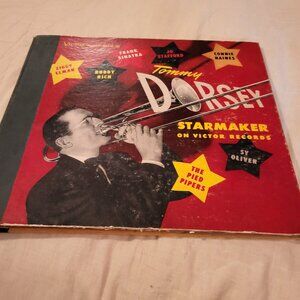 VICTOR
ZIGGY
ELMAN
BUDDY
RICH
FRANK
SINATRA
JO
STAFFORD
CONNIE
HAINES
Tommy
DORSEY
STARMAKER
ON VICTOR RECORDS
THE
PIED
PIPERS
SY
OLIVER